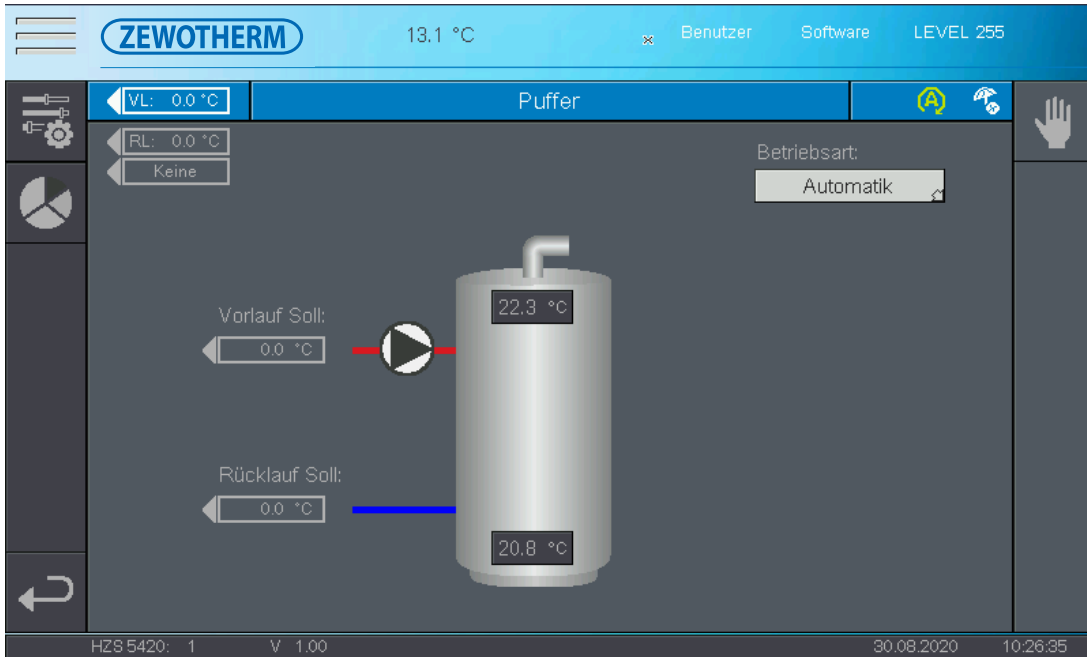 ZEWOTHERM 13.1 °C Benutzer Software LEVEL 255
VL: 0.0 °C Puffer A
RL: 0.0 °C
Keine
Betriebsart:
Automatik
22.3 °C
Vorlauf Soll:
0.0 °C
Rücklauf Soll:
0.0 °C
20.8 °C
HZS 5420: 1 V 1.00 30.08.2020 10:26:35